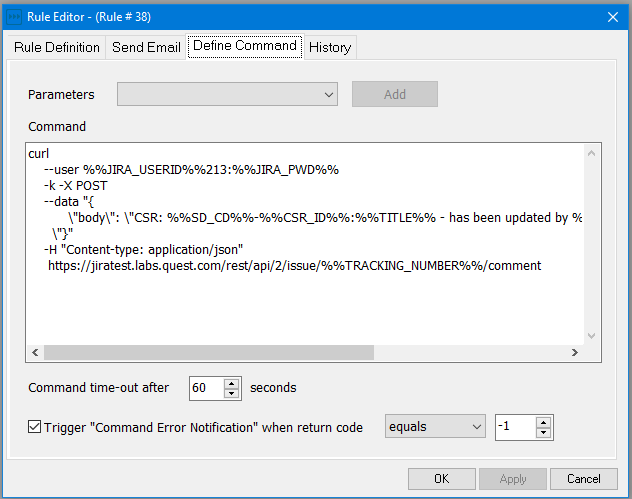 Rule Editor - (Rule # 38)
Rule Definition Send Email Define Command History
Parameters Add
Command
curl
--user %%JIRA_USERID%%213:%%JIRA_PWD%%
-k -X POST
--data "{
\"body\": \"CSR: %%SD_CD%%-%%CSR_ID%%:%%TITLE%% - has been updated by %
\"}"
-H "Content-type: application/json"
https://jiratest.labs.quest.com/rest/api/2/issue/%%TRACKING_NUMBER%%/comment
Command time-out after 60 seconds
Trigger "Command Error Notification" when return code equals -1
OK Apply Cancel